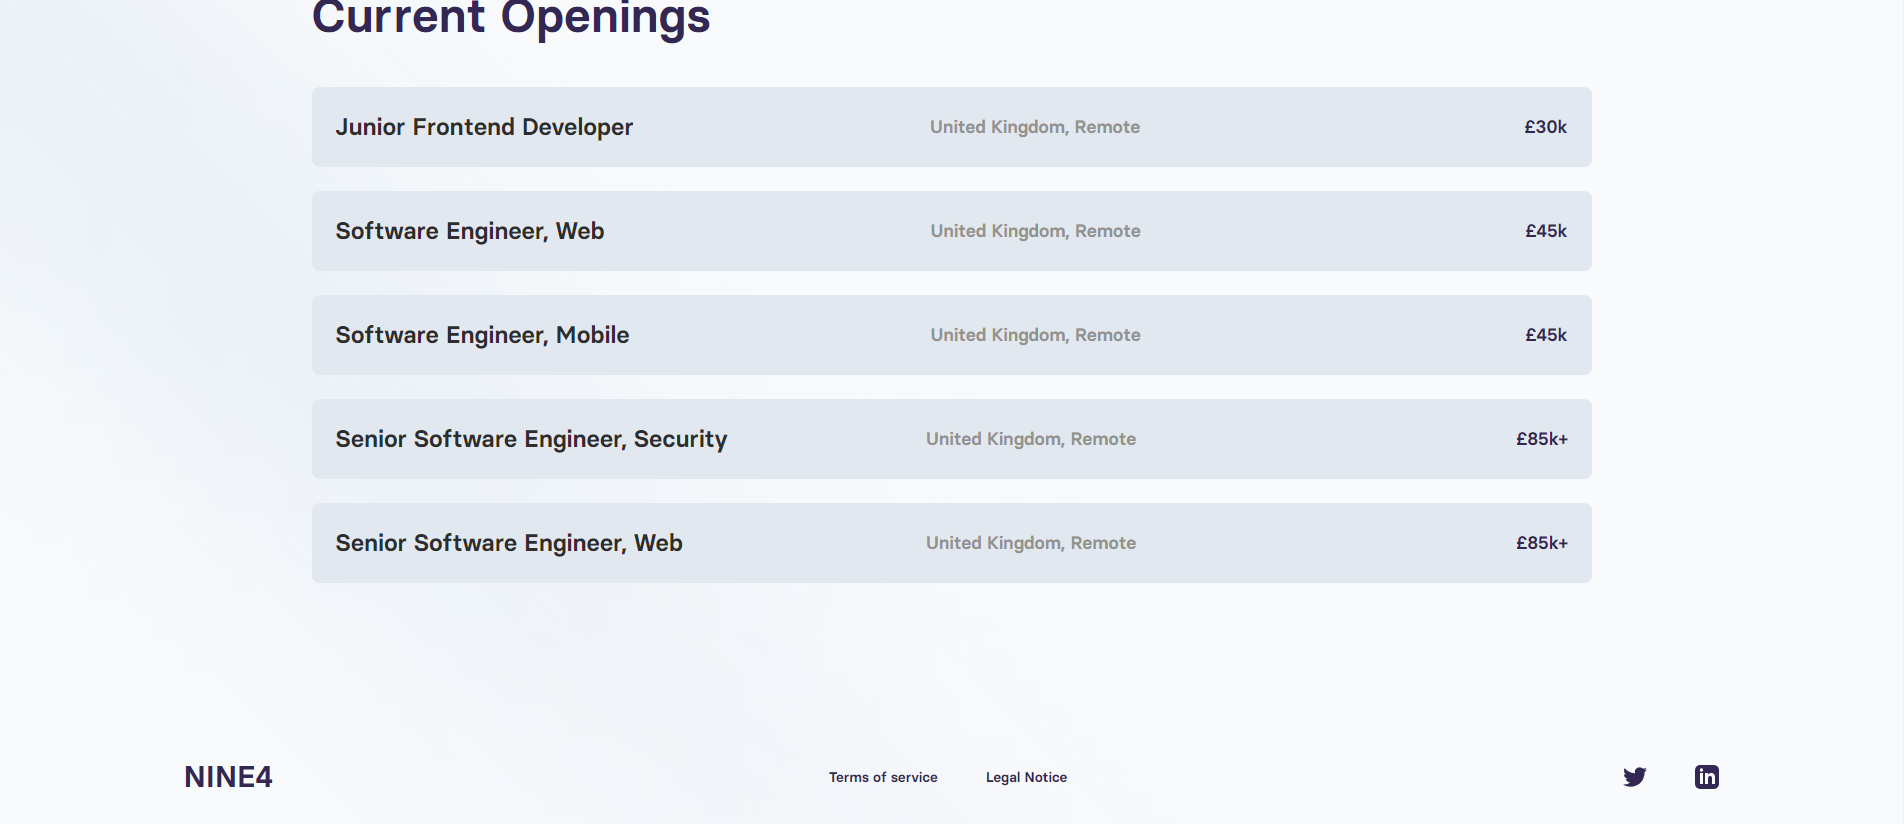 Current Openings
Junior Frontend Developer United Kingdom, Remote £30k
Software Engineer, Web United Kingdom, Remote £45k
Software Engineer, Mobile United Kingdom, Remote £45k
Senior Software Engineer, Security United Kingdom, Remote £85k+
Senior Software Engineer, Web United Kingdom, Remote £85k+
NINE4 Terms of service Legal Notice in